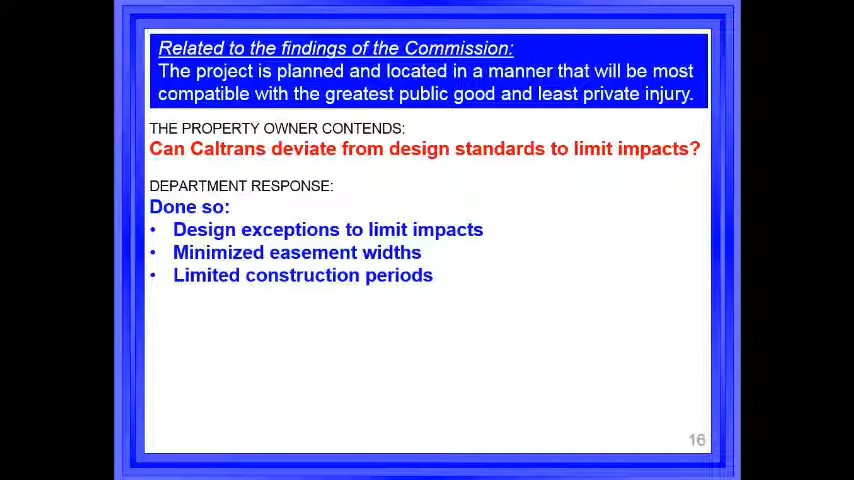 Related to the findings of the Commission:
The project is planned and located in a manner that will be most
compatible with the greatest public good and least private injury.
THE PROPERTY OWNER CONTENDS:
Can Caltrans deviate from design standards to limit impacts?
DEPARTMENT RESPONSE:
Done so:
• Design exceptions to limit impacts
• Minimized easement widths
• Limited construction periods
16